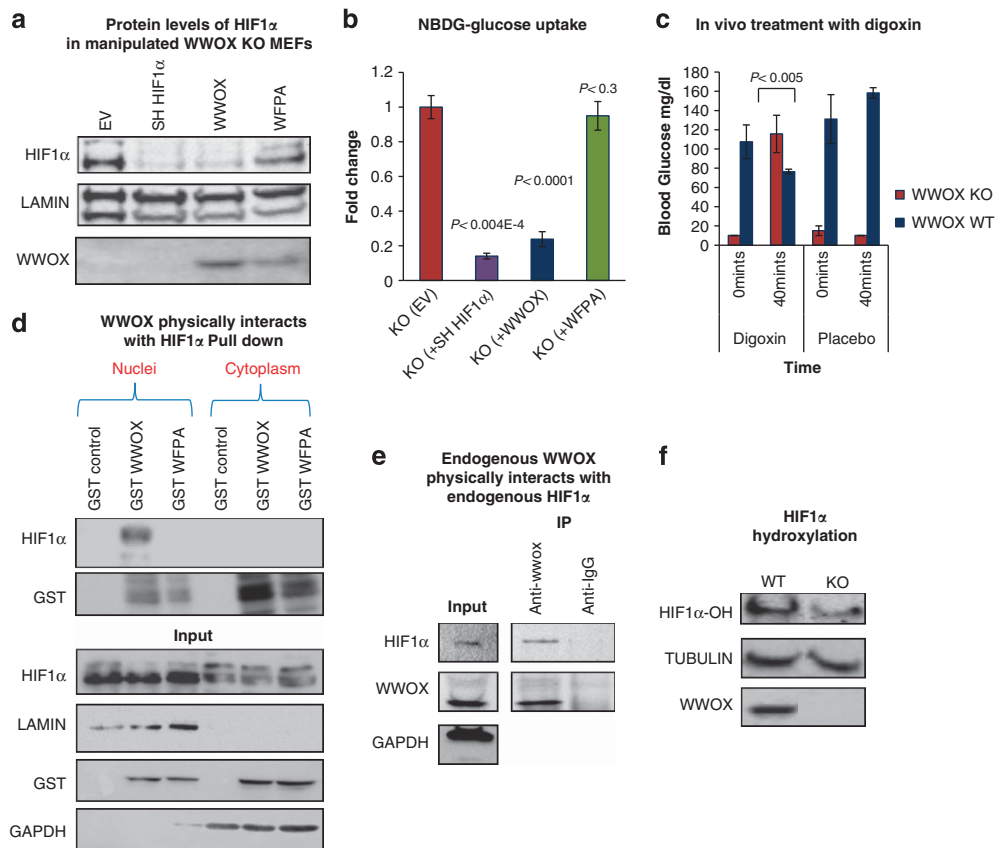 a
Protein levels of HIF1α
in manipulated WWOX KO MEFs
EV
SH HIF1α
WWOX
WFPA
HIF1α
LAMIN
WWOX
b
NBDG-glucose uptake
Fold change
1.2
1
0.8
0.6
0.4
0.2
0
P< 0.004E-4
P< 0.0001
P< 0.3
KO (EV)
KO (+SH HIF1α)
KO (+WWOX)
KO (+WFPA)
c
In vivo treatment with digoxin
Blood Glucose mg/dl
180
160
140
120
100
80
60
40
20
0
P< 0.005
WWOX KO
WWOX WT
0mints
40mints
0mints
40mints
Digoxin
Placebo
Time
d
WWOX physically interacts
with HIF1α Pull down
Nuclei
Cytoplasm
GST control
GST WWOX
GST WFPA
GST control
GST WWOX
GST WFPA
HIF1α
GST
Input
HIF1α
LAMIN
GST
GAPDH
e
Endogenous WWOX
physically interacts with
endogenous HIF1α
IP
Input
Anti-wwox
Anti-IgG
HIF1α
WWOX
GAPDH
f
HIF1α
hydroxylation
WT
KO
HIF1α-OH
TUBULIN
WWOX